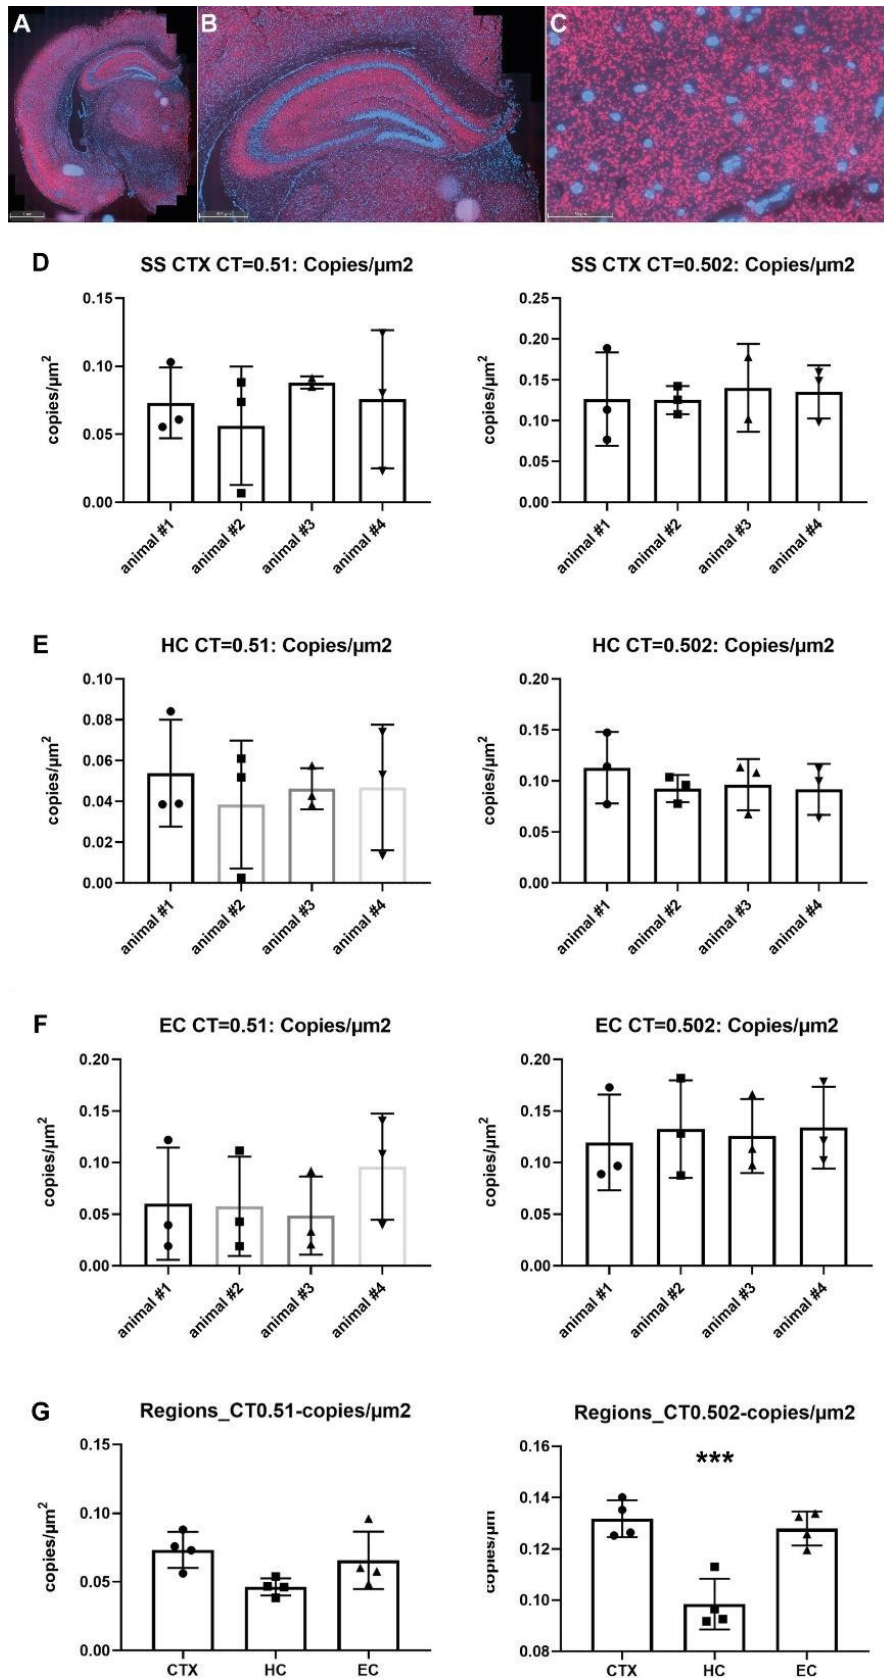 A B C
D SS CTX CT=0.51: Copies/µm2 SS CTX CT=0.502: Copies/µm2
copies/µm²
0.15
0.10
0.05
0.00
animal #1 animal #2 animal #3 animal #4
copies/µm²
0.25
0.20
0.15
0.10
0.05
0.00
animal #1 animal #2 animal #3 animal #4
E HC CT=0.51: Copies/µm2 HC CT=0.502: Copies/µm2
copies/µm²
0.10
0.08
0.06
0.04
0.02
0.00
animal #1 animal #2 animal #3 animal #4
copies/µm²
0.20
0.15
0.10
0.05
0.00
animal #1 animal #2 animal #3 animal #4
F EC CT=0.51: Copies/µm2 EC CT=0.502: Copies/µm2
copies/µm²
0.20
0.15
0.10
0.05
0.00
animal #1 animal #2 animal #3 animal #4
copies/µm²
0.20
0.15
0.10
0.05
0.00
animal #1 animal #2 animal #3 animal #4
G Regions_CT0.51-copies/µm2 Regions_CT0.502-copies/µm2
copies/µm²
0.15
0.10
0.05
0.00
CTX HC EC
copies/µm
0.16
0.14
0.12
0.10
0.08
***
CTX HC EC